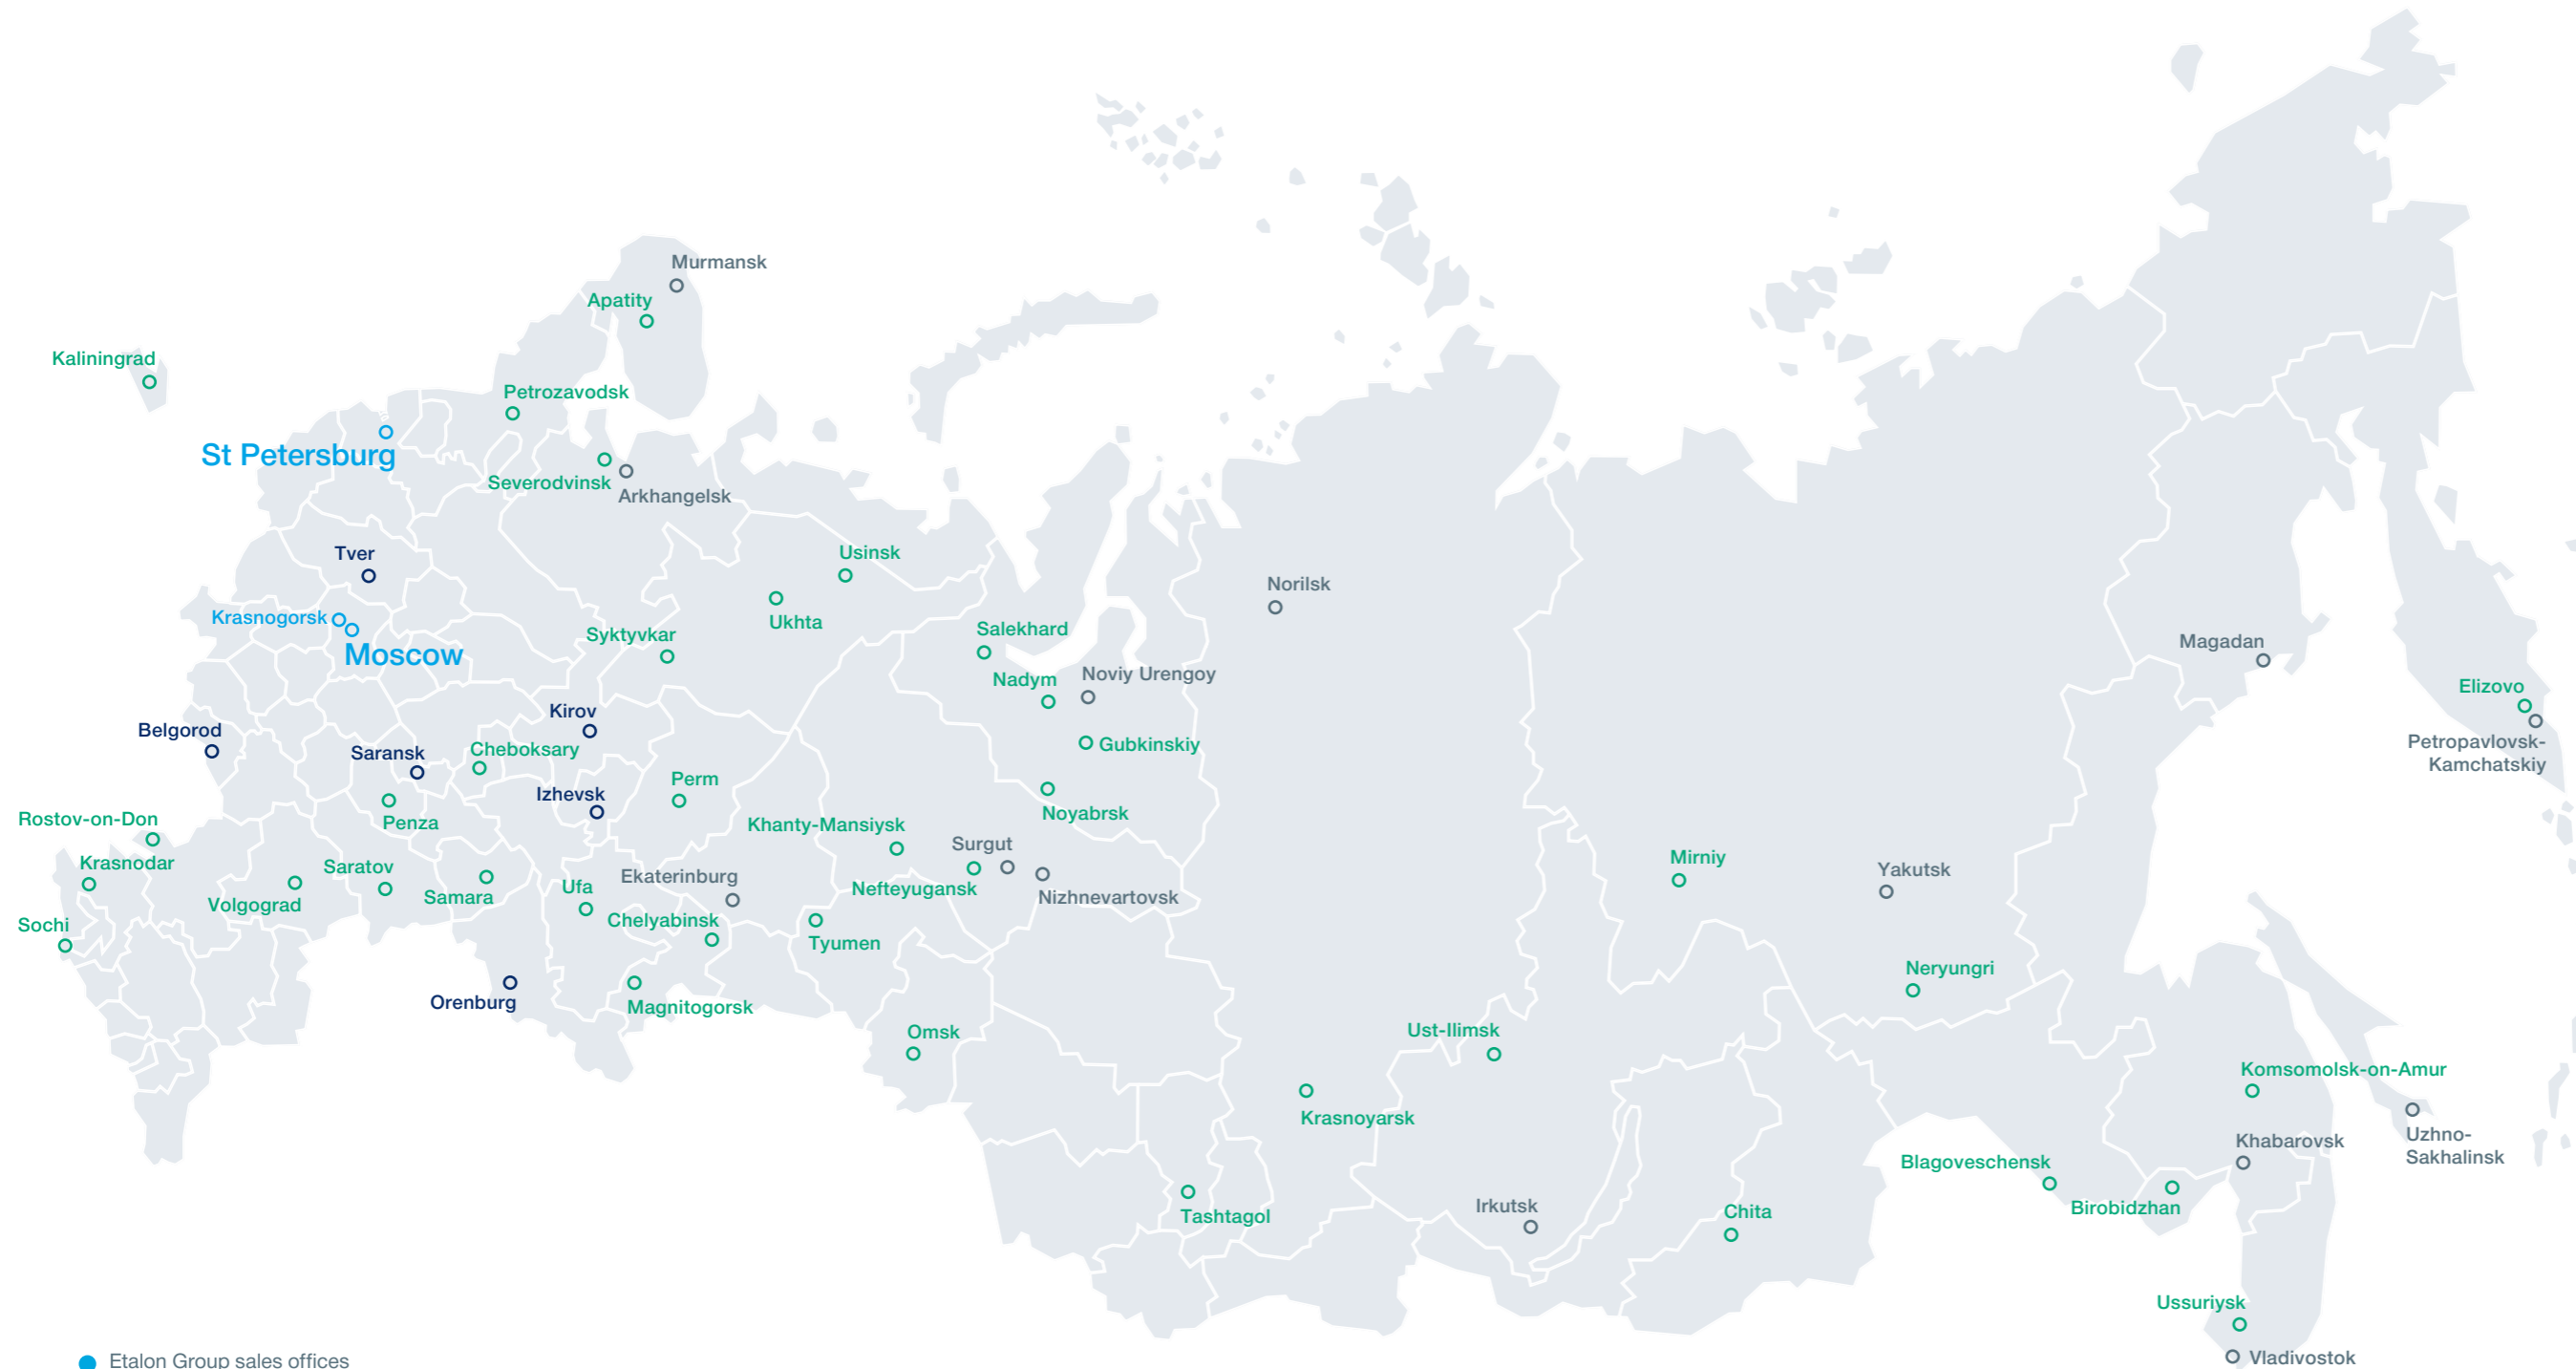 Murmansk
Apatity
Kaliningrad
Petrozavodsk
St Petersburg
Severodvinsk
Arkhangelsk
Tver
Usinsk
Norilsk
Krasnogorsk
Ukhta
Syktyvkar
Salekhard
Magadan
Moscow
Noviy Urengoy
Nadym
Elizovo
Kirov
Belgorod
Petropavlovsk-
Kamchatskiy
Gubkinskiy
Cheboksary
Saransk
Perm
Izhevsk
Noyabrsk
Rostov-on-Don
Penza
Khanty-Mansiysk
Surgut
Mirniy
Krasnodar
Saratov
Yakutsk
Ekaterinburg
Ufa
Nefteyugansk
Samara
Nizhnevartovsk
Volgograd
Chelyabinsk
Sochi
Tyumen
Neryungri
Orenburg
Magnitogorsk
Omsk
Ust-Ilimsk
Komsomolsk-on-Amur
Krasnoyarsk
Uzhno-
Sakhalinsk
Khabarovsk
Blagoveschensk
Irkutsk
Birobidzhan
Chita
Tashtagol
Ussuriysk
Vladivostok
Etalon Group sales offices